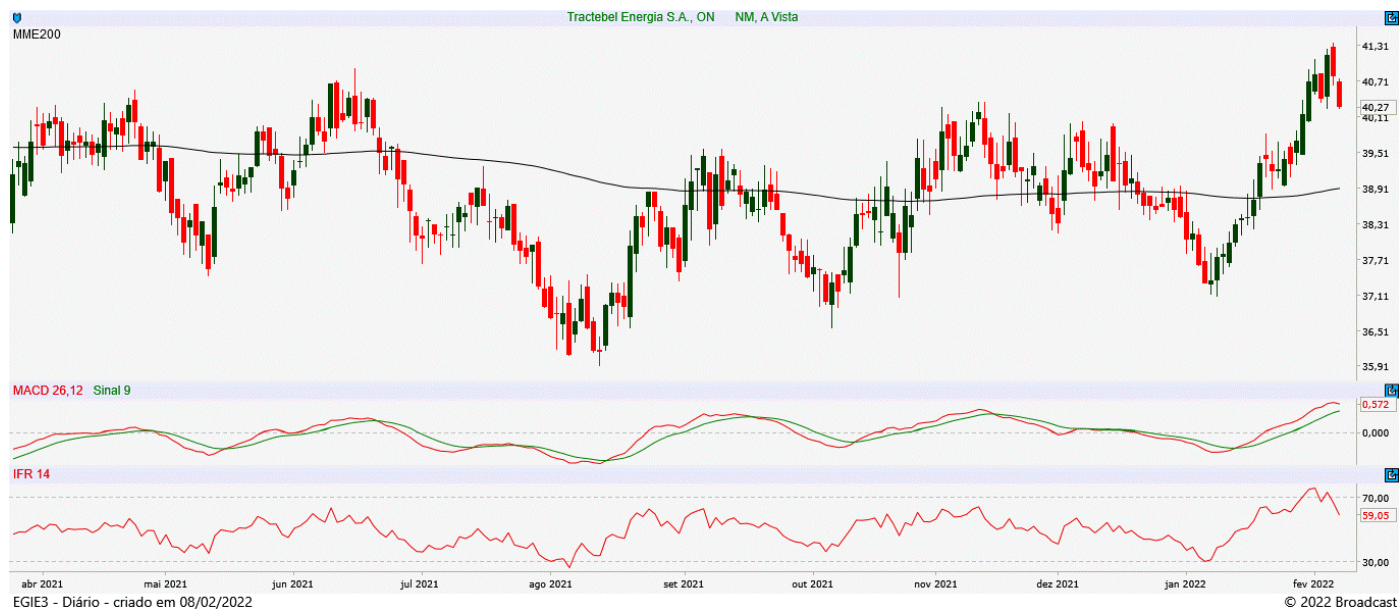 Tractebel Energia S.A., ON NM, A Vista
MME200
41,31
40,71
40,27
40,11
39,51
38,91
38,31
37,71
37,11
36,51
35,91
MACD 26,12 Sinal 9
0,572
0,000
IFR 14
70,00
59,05
30,00
abr 2021 mai 2021 jun 2021 jul 2021 ago 2021 set 2021 out 2021 nov 2021 dez 2021 jan 2022 fev 2022
EGIE3 - Diário - criado em 08/02/2022 © 2022 Broadcast